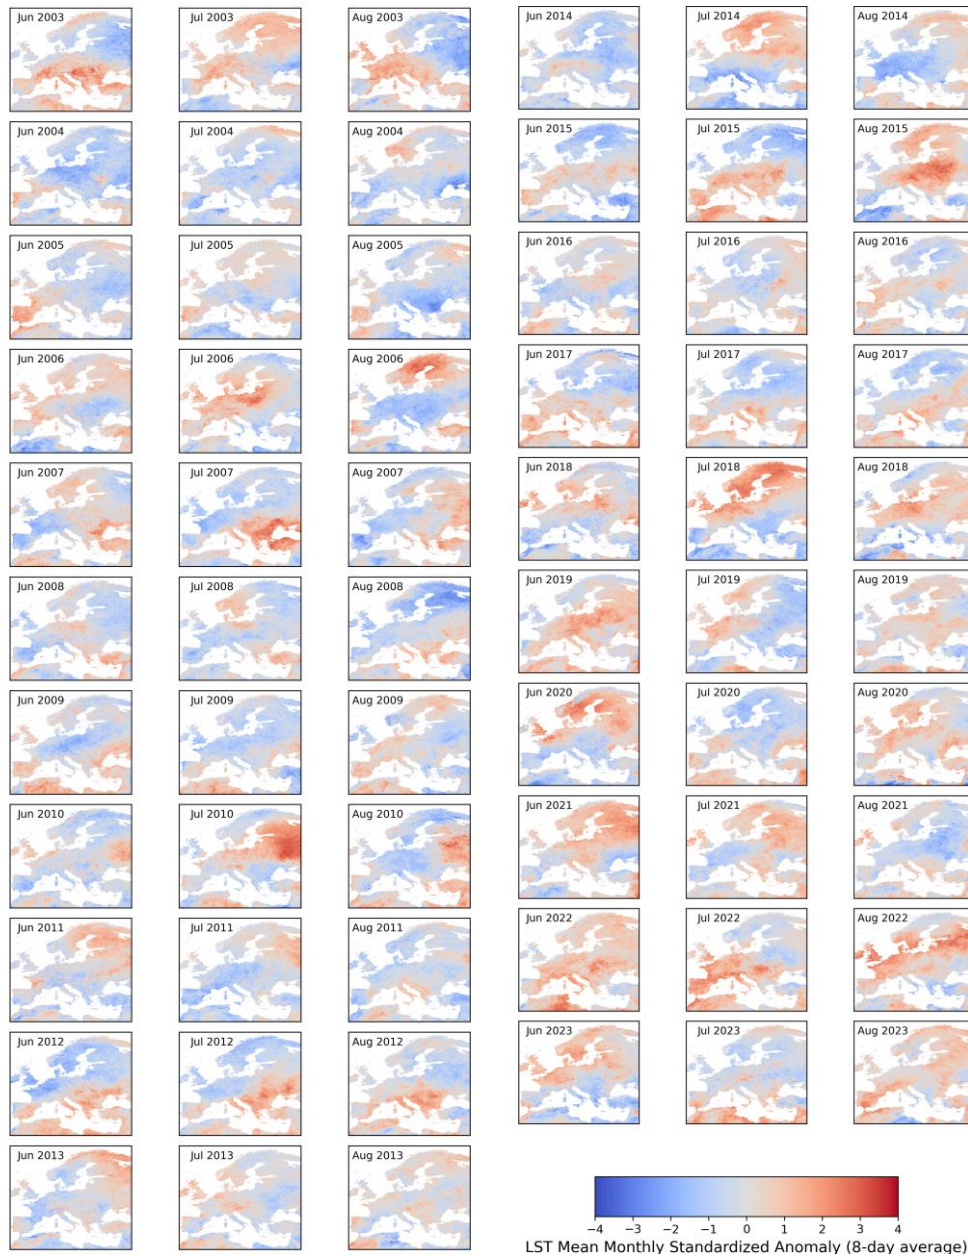 Jun 2003 Jul 2003 Aug 2003
Jun 2004 Jul 2004 Aug 2004
Jun 2005 Jul 2005 Aug 2005
Jun 2006 Jul 2006 Aug 2006
Jun 2007 Jul 2007 Aug 2007
Jun 2008 Jul 2008 Aug 2008
Jun 2009 Jul 2009 Aug 2009
Jun 2010 Jul 2010 Aug 2010
Jun 2011 Jul 2011 Aug 2011
Jun 2012 Jul 2012 Aug 2012
Jun 2013 Jul 2013 Aug 2013
Jun 2014 Jul 2014 Aug 2014
Jun 2015 Jul 2015 Aug 2015
Jun 2016 Jul 2016 Aug 2016
Jun 2017 Jul 2017 Aug 2017
Jun 2018 Jul 2018 Aug 2018
Jun 2019 Jul 2019 Aug 2019
Jun 2020 Jul 2020 Aug 2020
Jun 2021 Jul 2021 Aug 2021
Jun 2022 Jul 2022 Aug 2022
Jun 2023 Jul 2023 Aug 2023
−4 −3 −2 −1 0 1 2 3 4
LST Mean Monthly Standardized Anomaly (8-day average)